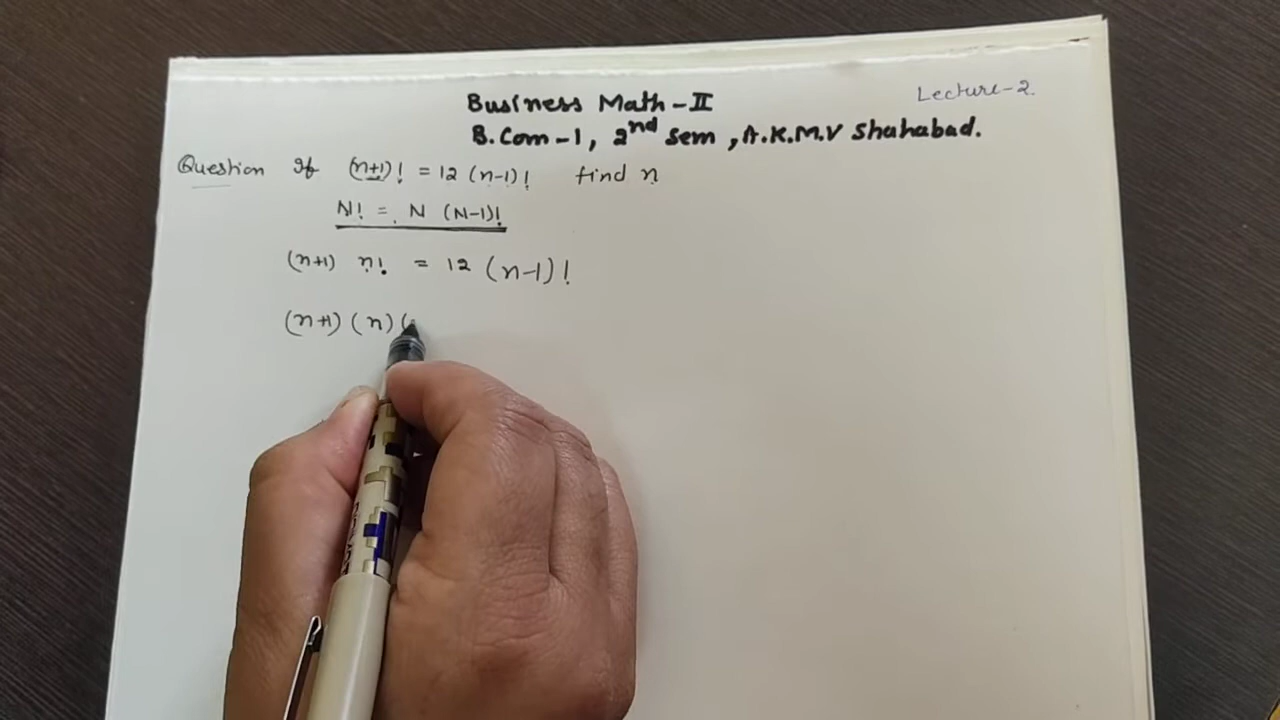 Business Math-II
Lecture-2.
B.Com-1, 2nd Sem, A.K.M.V Shahabad.
Question If (n+1)! = 12 (n-1)! find n
N! = N (N-1)!
(n+1) n! = 12 (n-1)!
(n+1) (n) (